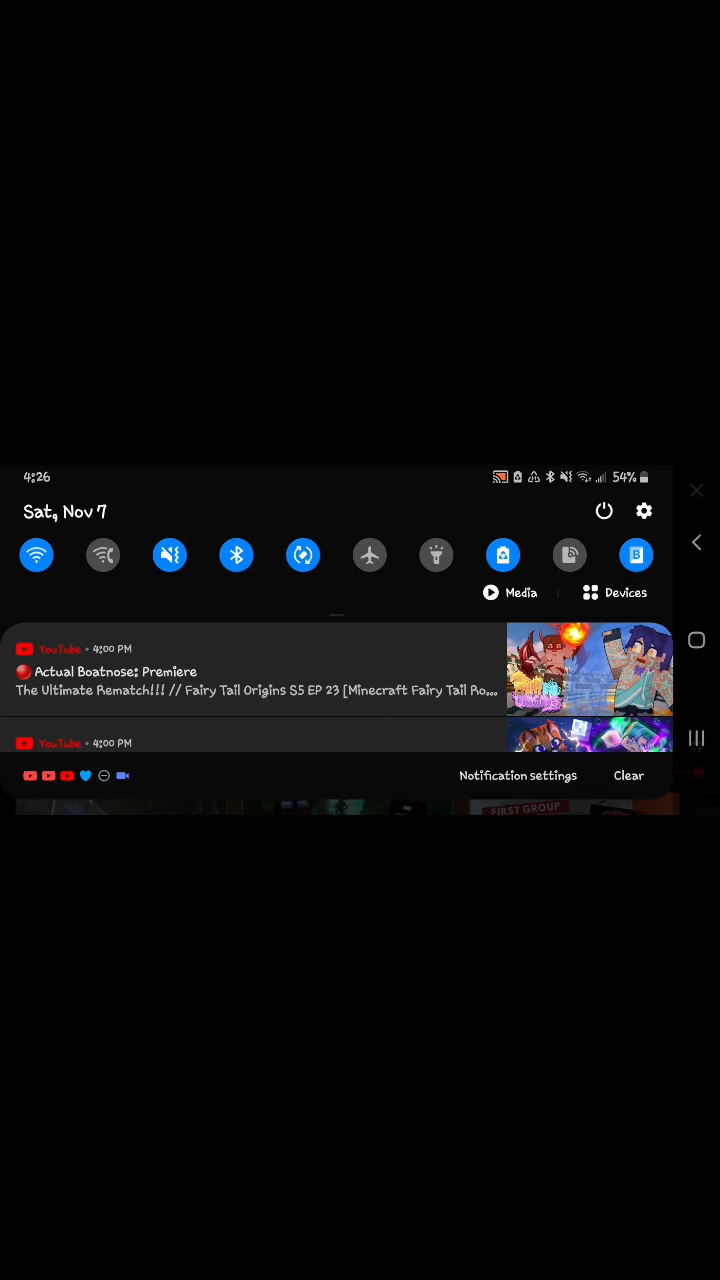 4:26
54%
Sat, Nov 7
B
Media
Devices
YouTube • 4:00 PM
🔴 Actual Boatnose: Premiere
The Ultimate Rematch!!! // Fairy Tail Origins S5 EP 23 [Minecraft Fairy Tail Ro...
YouTube • 4:00 PM
Notification settings
Clear
FIRST GROUP